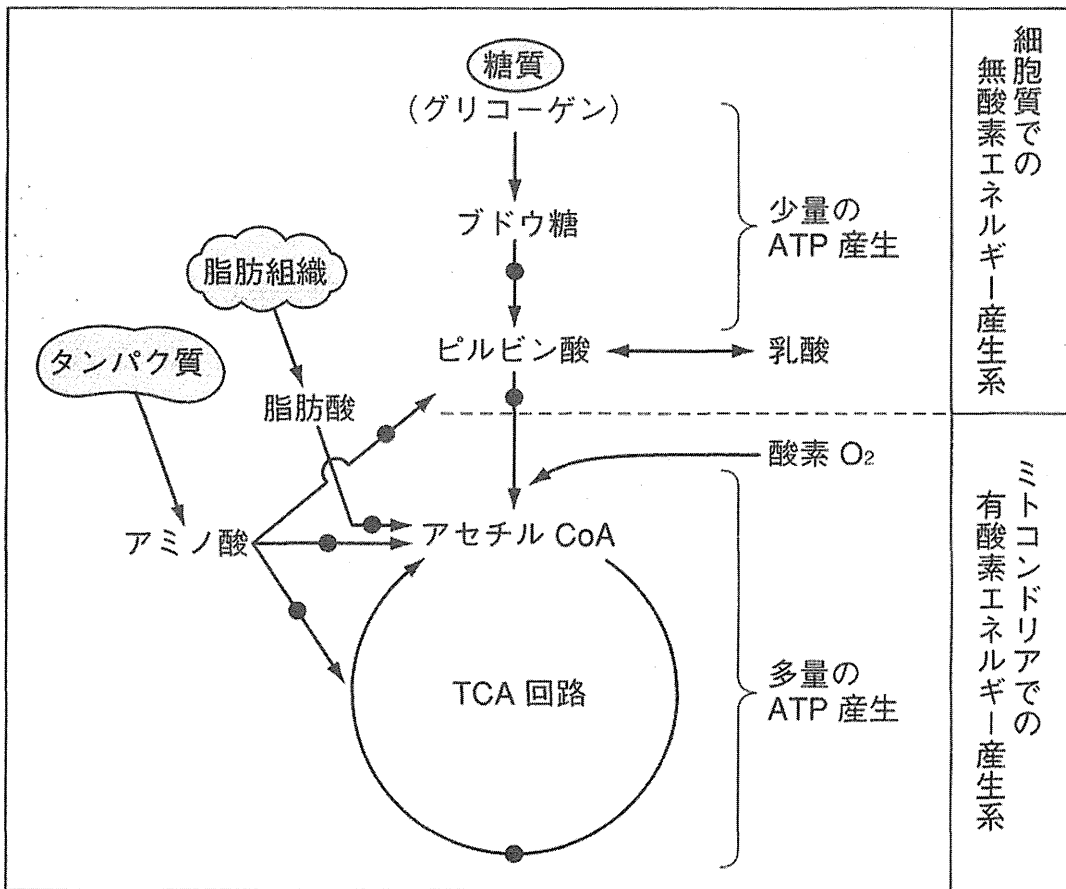 糖質
（グリコーゲン）
ブドウ糖
少量の
ATP 産生
脂肪組織
タンパク質
ピルビン酸
乳酸
脂肪酸
酸素 O₂
アミノ酸
アセチル CoA
TCA 回路
多量の
ATP 産生
細胞質での
無酸素エネルギー産生系
ミトコンドリアでの
有酸素エネルギー産生系